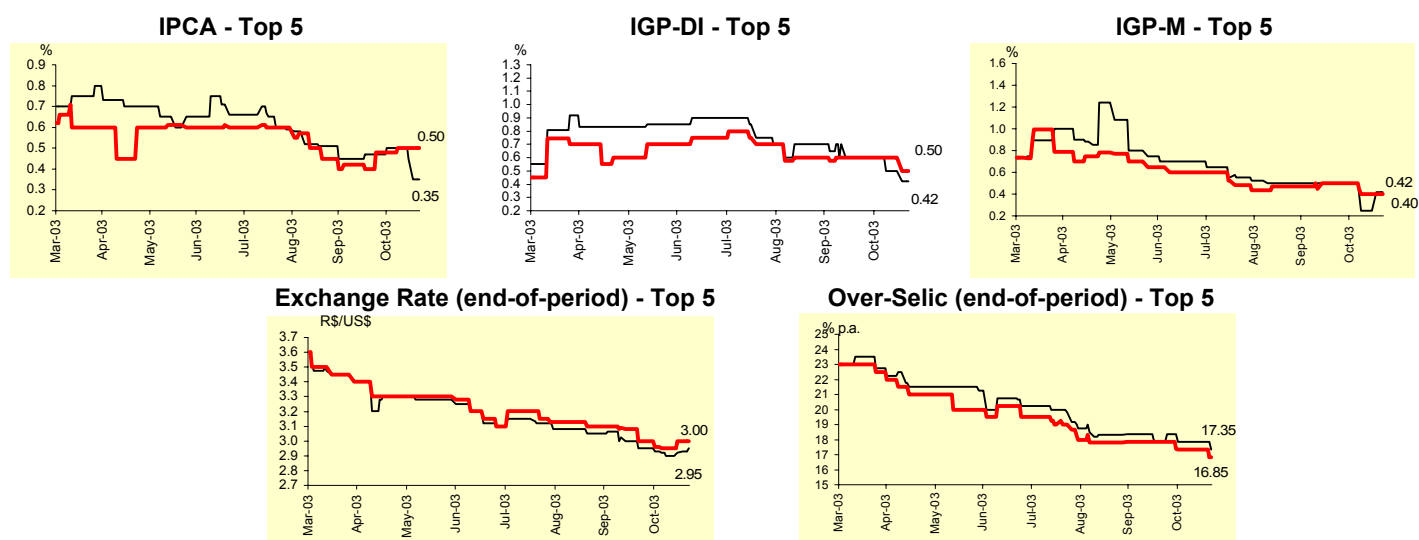 IPCA - Top 5
%
0.9
0.8
0.7
0.6
0.5
0.4
0.3
0.2
0.50
0.35
Mar-03
Apr-03
May-03
Jun-03
Jul-03
Aug-03
Sep-03
Oct-03
IGP-DI - Top 5
%
1.3
1.2
1.1
1.0
0.9
0.8
0.7
0.6
0.5
0.4
0.3
0.2
0.50
0.42
Mar-03
Apr-03
May-03
Jun-03
Jul-03
Aug-03
Sep-03
Oct-03
IGP-M - Top 5
%
1.6
1.4
1.2
1.0
0.8
0.6
0.4
0.2
0.42
0.40
Mar-03
Apr-03
May-03
Jun-03
Jul-03
Aug-03
Sep-03
Oct-03
Exchange Rate (end-of-period) - Top 5
R$/US$
3.7
3.6
3.5
3.4
3.3
3.2
3.1
3.0
2.9
2.8
2.7
3.00
2.95
Mar-03
Apr-03
May-03
Jun-03
Jul-03
Aug-03
Sep-03
Oct-03
Over-Selic (end-of-period) - Top 5
% p.a.
25
24
23
22
21
20
19
18
17
16
15
17.35
16.85
Mar-03
Apr-03
May-03
Jun-03
Jul-03
Aug-03
Sep-03
Oct-03